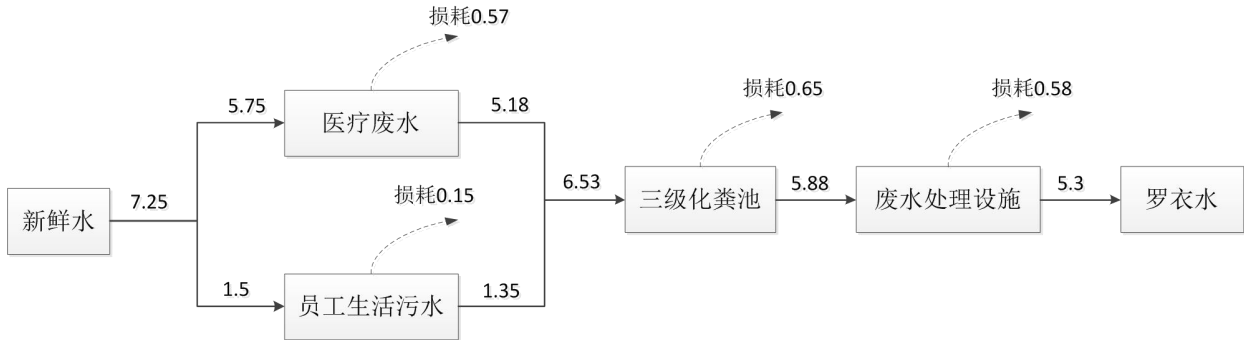 损耗0.57
损耗0.65
损耗0.58
5.75
医疗废水
5.18
新鲜水
7.25
损耗0.15
6.53
三级化粪池
5.88
废水处理设施
5.3
罗衣水
1.5
员工生活污水
1.35